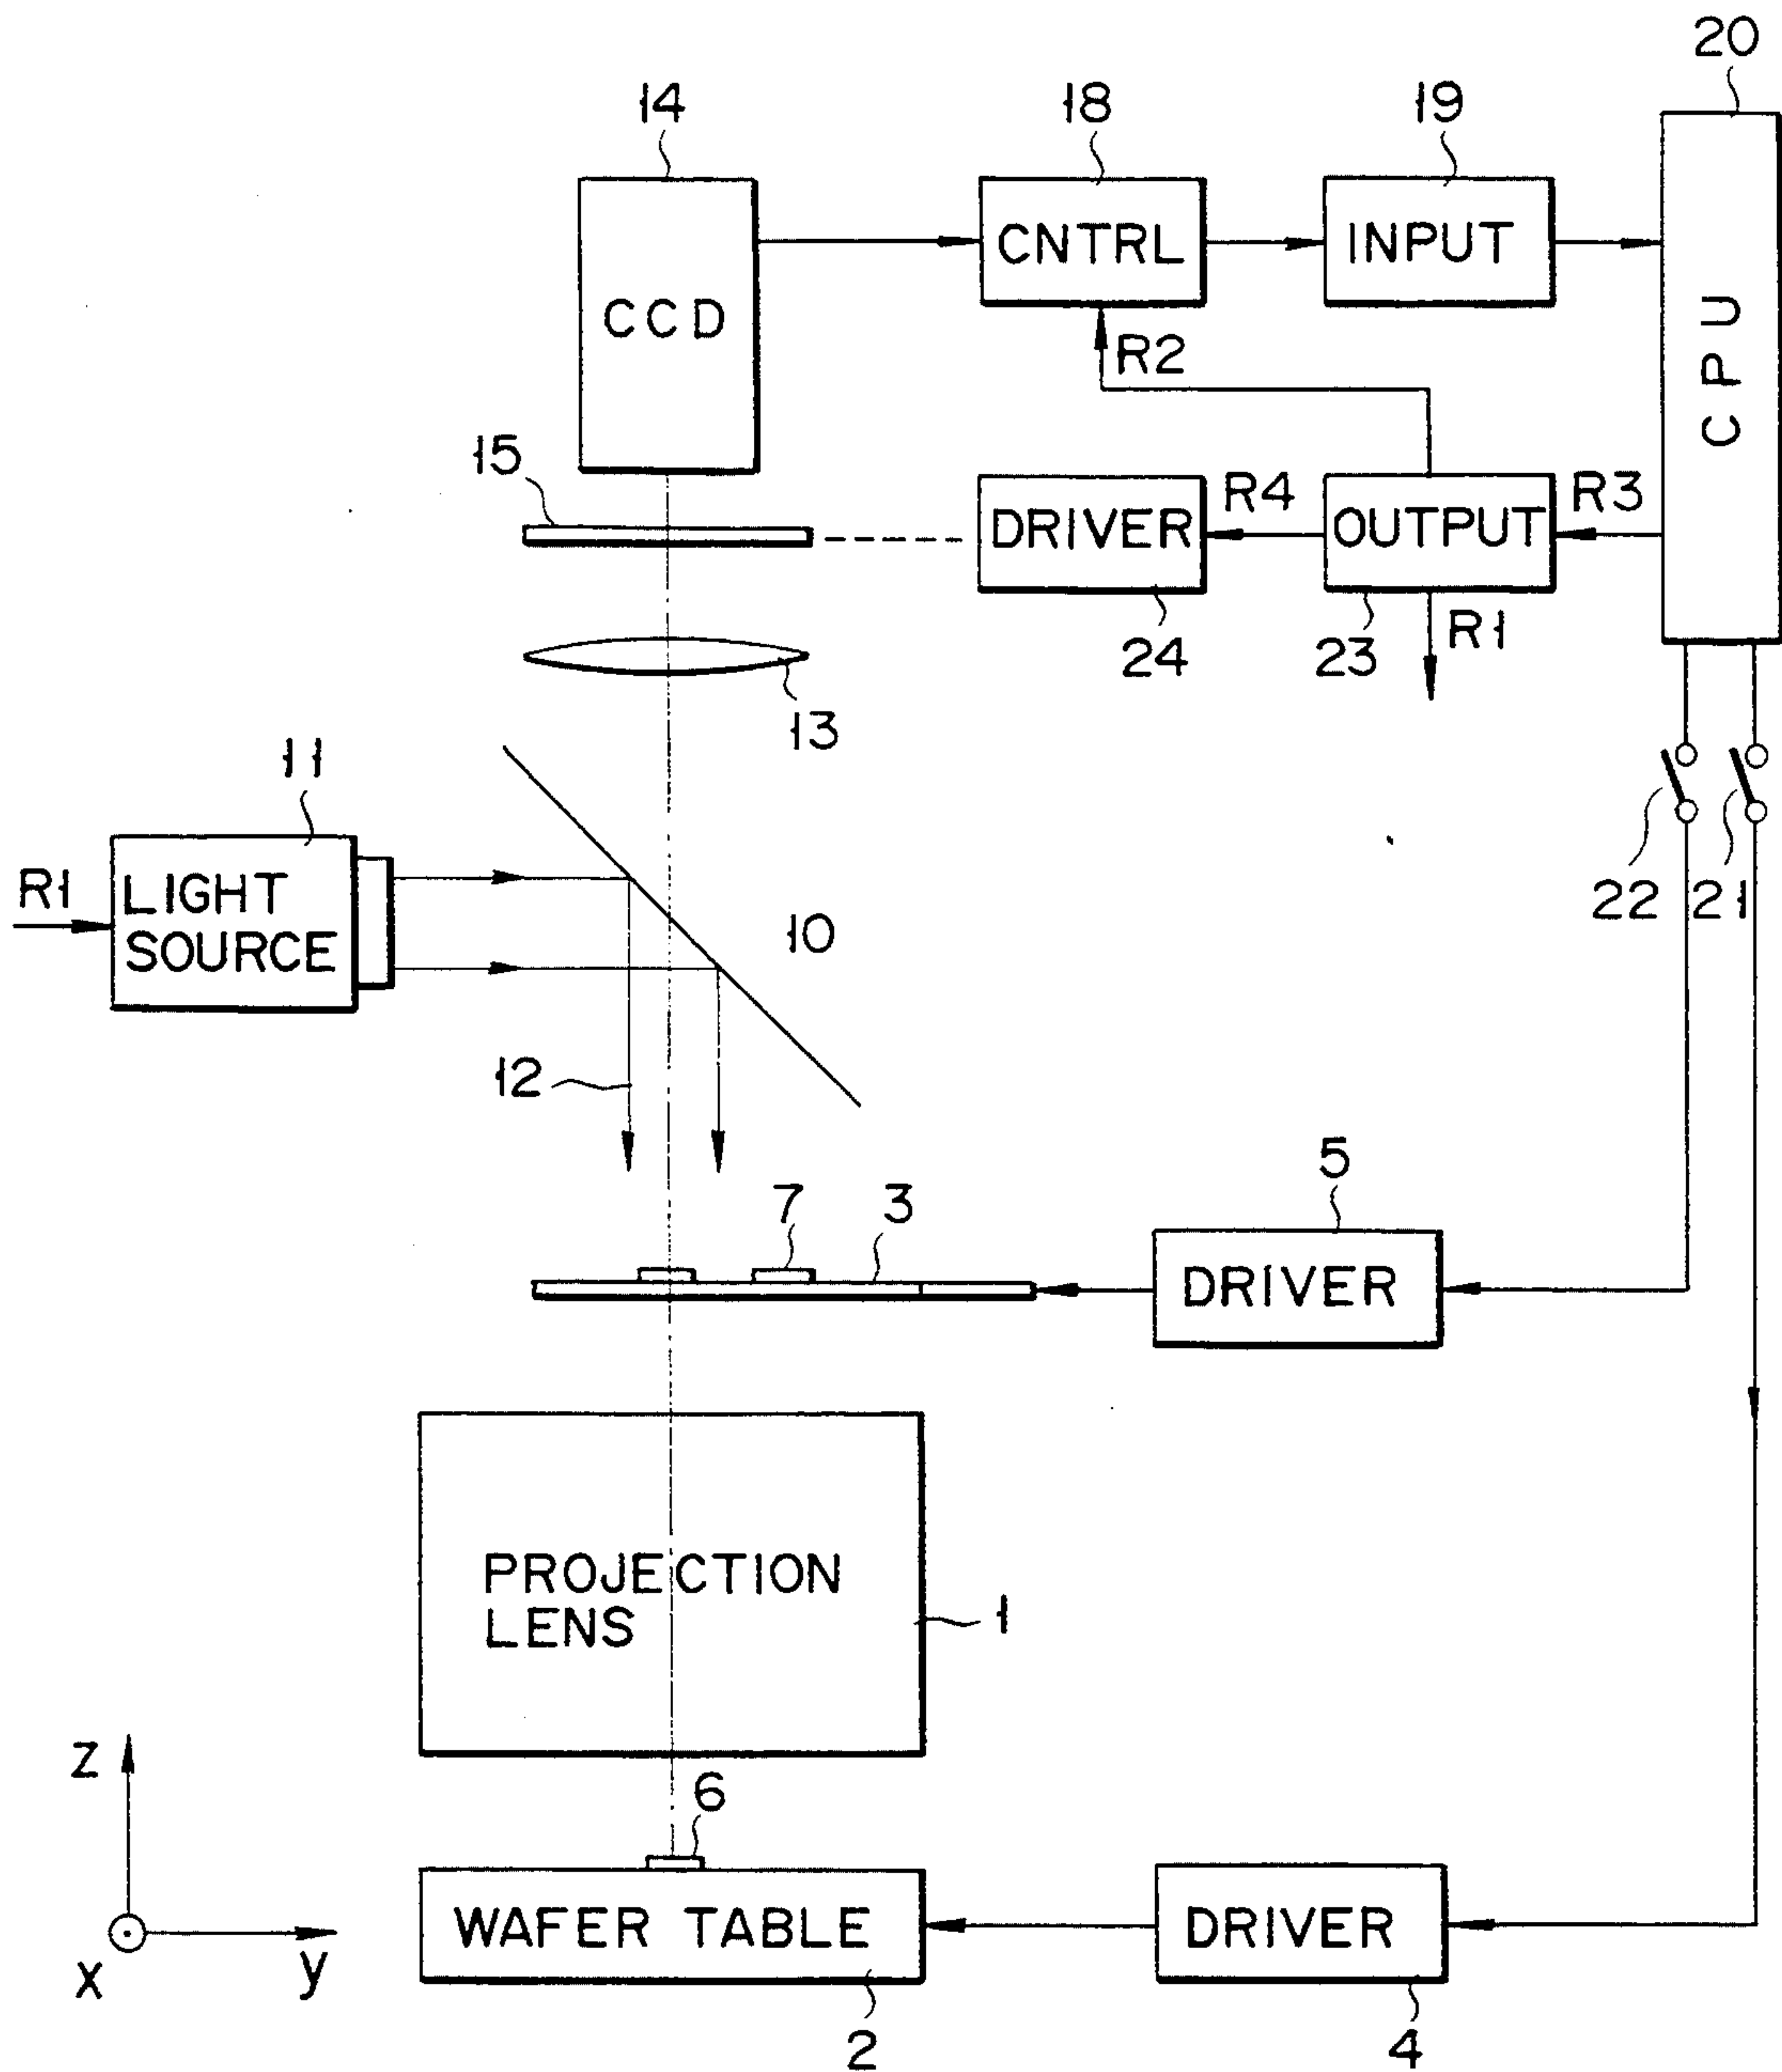 20
14
18
19
CNTRL
INPUT
CCD
CPU
R2
15
R4
R3
DRIVER
OUTPUT
24
23
R1
13
11
22
21
R1
LIGHT
SOURCE
10
12
5
7
3
DRIVER
PROJECTION
LENS
1
Z
6
WAFER TABLE
DRIVER
X
y
2
4